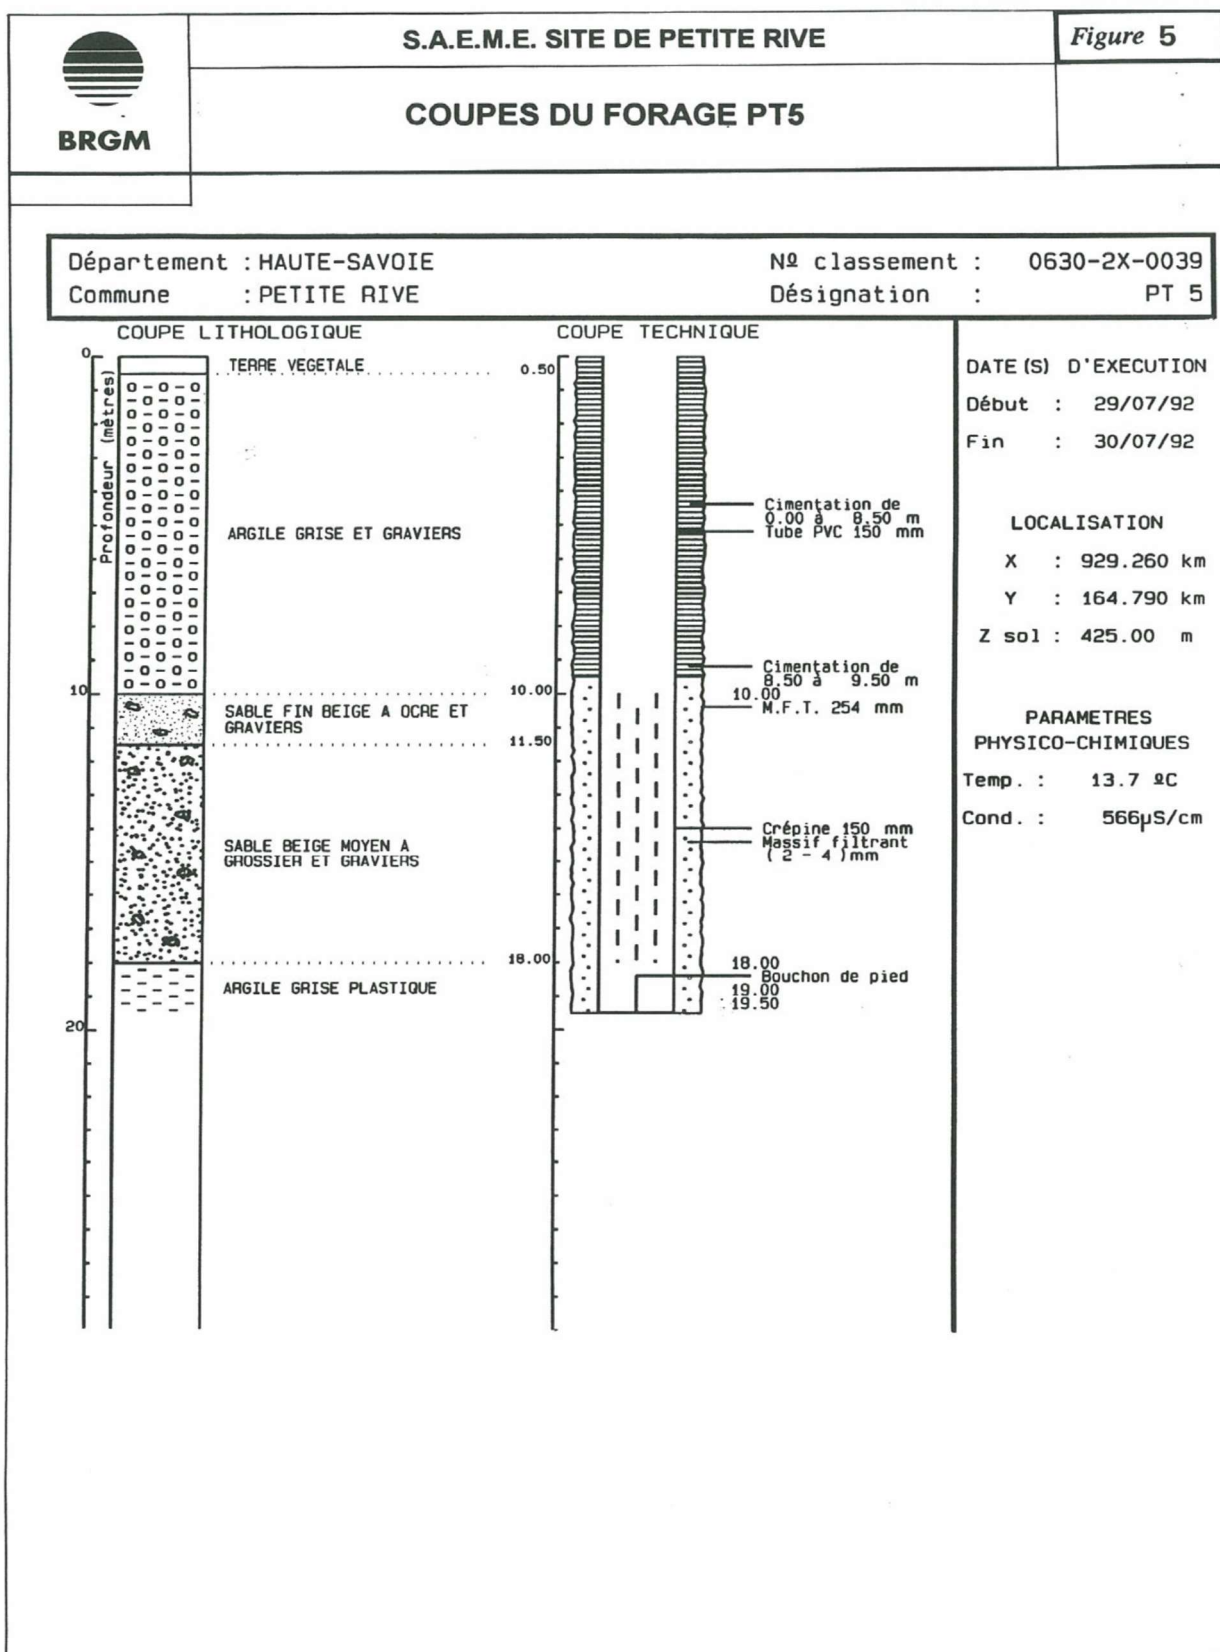 S.A.E.M.E. SITE DE PETITE RIVE
Figure 5
BRGM
COUPES DU FORAGE PT5
Département : HAUTE-SAVOIE
Nº classement : 0630-2X-0039
Commune : PETITE RIVE
Désignation : PT 5
COUPE LITHOLOGIQUE
COUPE TECHNIQUE
Profondeur (mètres)
0
10
20
TERRE VEGETALE
0.50
ARGILE GRISE ET GRAVIERS
10.00
SABLE FIN BEIGE A OCRE ET
GRAVIERS
11.50
SABLE BEIGE MOYEN A
GROSSIER ET GRAVIERS
18.00
ARGILE GRISE PLASTIQUE
Cimentation de
0.00 à 8.50 m
Tube PVC 150 mm
Cimentation de
8.50 à 9.50 m
10.00
M.F.T. 254 mm
Crépine 150 mm
Massif filtrant
( 2 - 4 )mm
18.00
Bouchon de pied
19.00
19.50
DATE(S) D'EXECUTION
Début : 29/07/92
Fin : 30/07/92
LOCALISATION
X : 929.260 km
Y : 164.790 km
Z sol : 425.00 m
PARAMETRES
PHYSICO-CHIMIQUES
Temp. : 13.7 ºC
Cond. : 566µS/cm